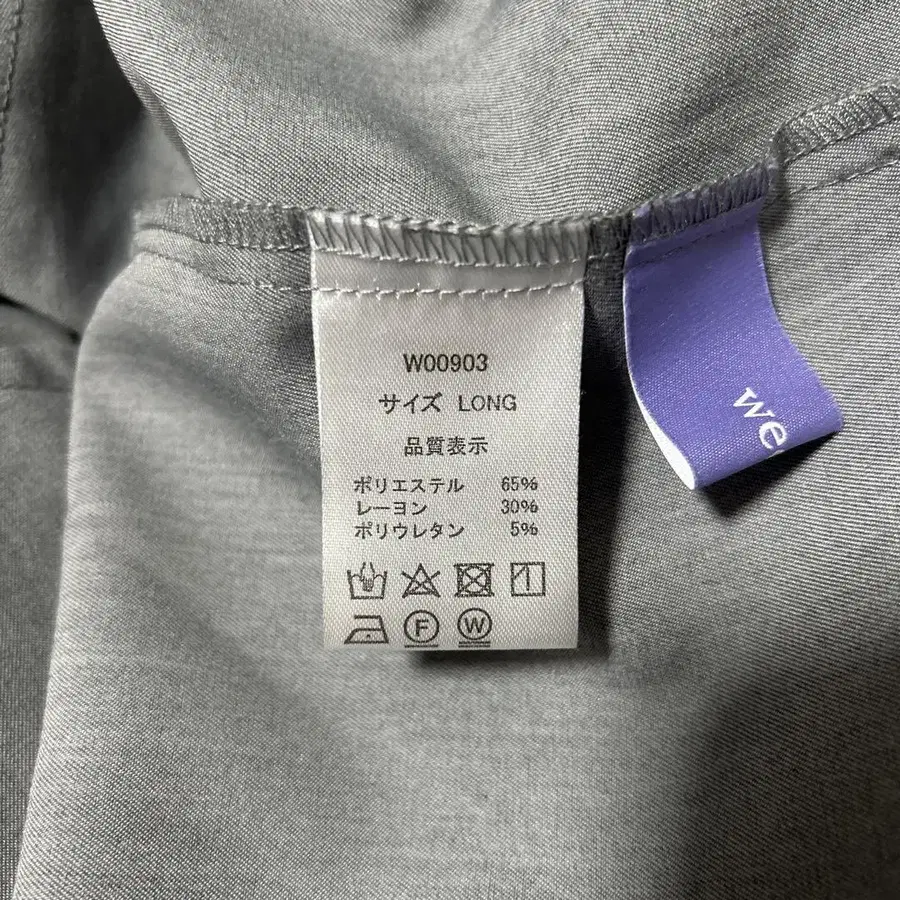 W00903
サイズ LONG
品質表示
ポリエステル 65%
レーヨン 30%
ポリウレタン 5%
F W
we